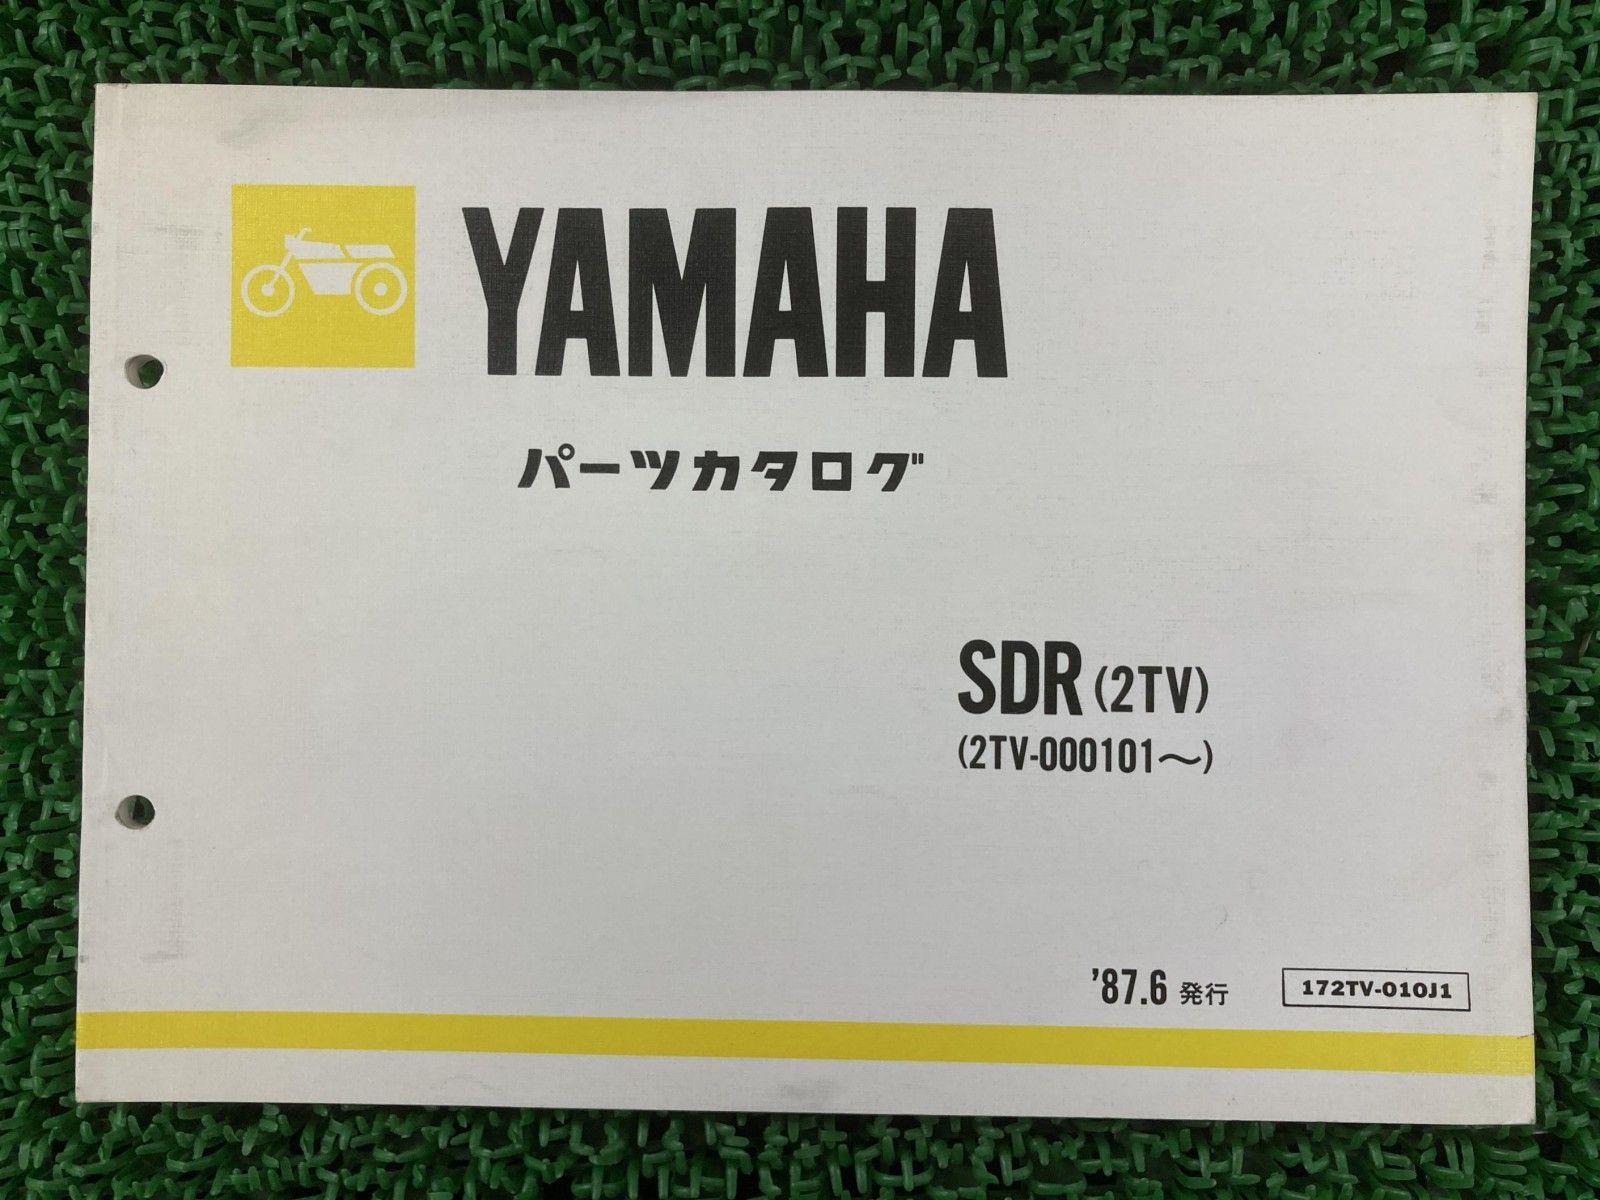 YAMAHA
パーツカタログ
SDR (2TV)
(2TV-000101～)
'87.6 発行
172TV-010J1